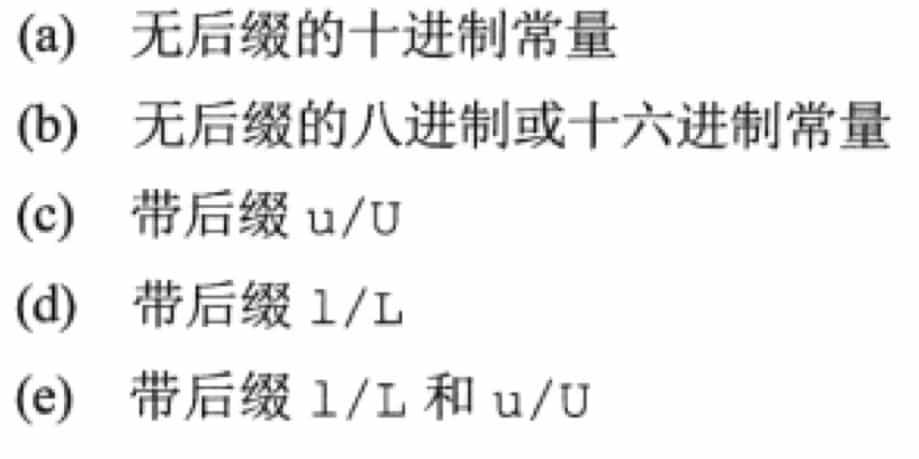 (a) 无后缀的十进制常量
(b) 无后缀的八进制或十六进制常量
(c) 带后缀 u/U
(d) 带后缀 l/L
(e) 带后缀 l/L 和 u/U